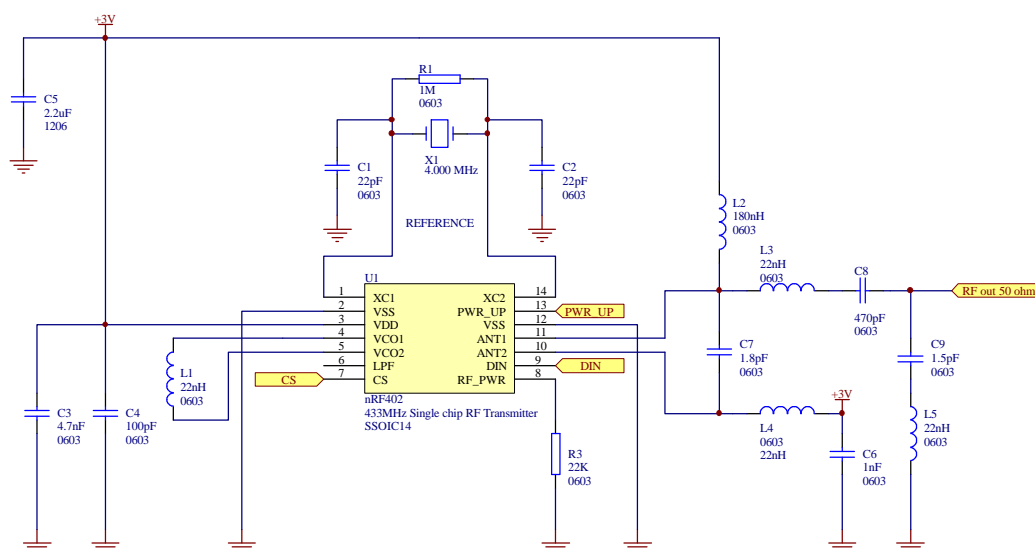 +3V
C5
2.2uF
1206
R1
1M
0603
X1
4.000 MHz
C1
22pF
0603
C2
22pF
0603
REFERENCE
L2
180nH
0603
L3
22nH
0603
C8
470pF
0603
RF out 50 ohm
U1
1 XC1 XC2 14
2 VSS PWR_UP 13 PWR_UP
3 VDD VSS 12
4 VCO1 ANT1 11
5 VCO2 ANT2 10
6 LPF DIN 9 DIN
CS 7 CS RF_PWR 8
nRF402
433MHz Single chip RF Transmitter
SSOIC14
L1
22nH
0603
C3
4.7nF
0603
C4
100pF
0603
R3
22K
0603
C7
1.8pF
0603
C9
1.5pF
0603
+3V
L4
0603
22nH
C6
1nF
0603
L5
22nH
0603